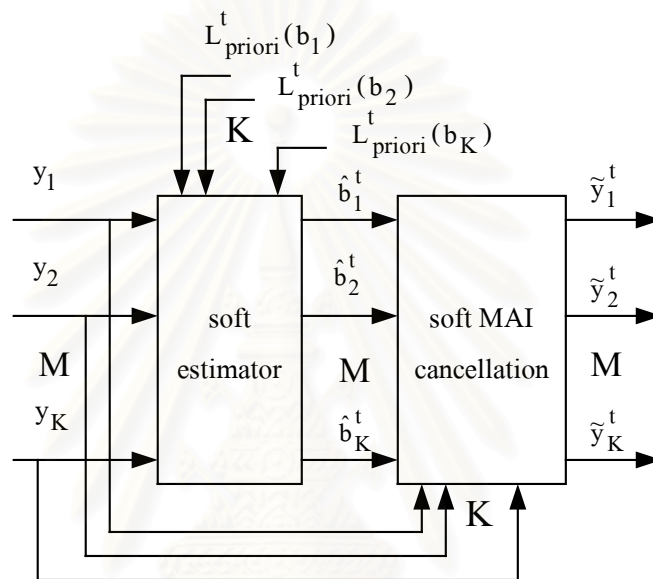 L^t_priori(b_1)
L^t_priori(b_2)
K
L^t_priori(b_K)
y_1
b̂^t_1
ỹ^t_1
y_2
b̂^t_2
ỹ^t_2
soft
estimator
soft MAI
cancellation
M
M
M
y_K
b̂^t_K
ỹ^t_K
K